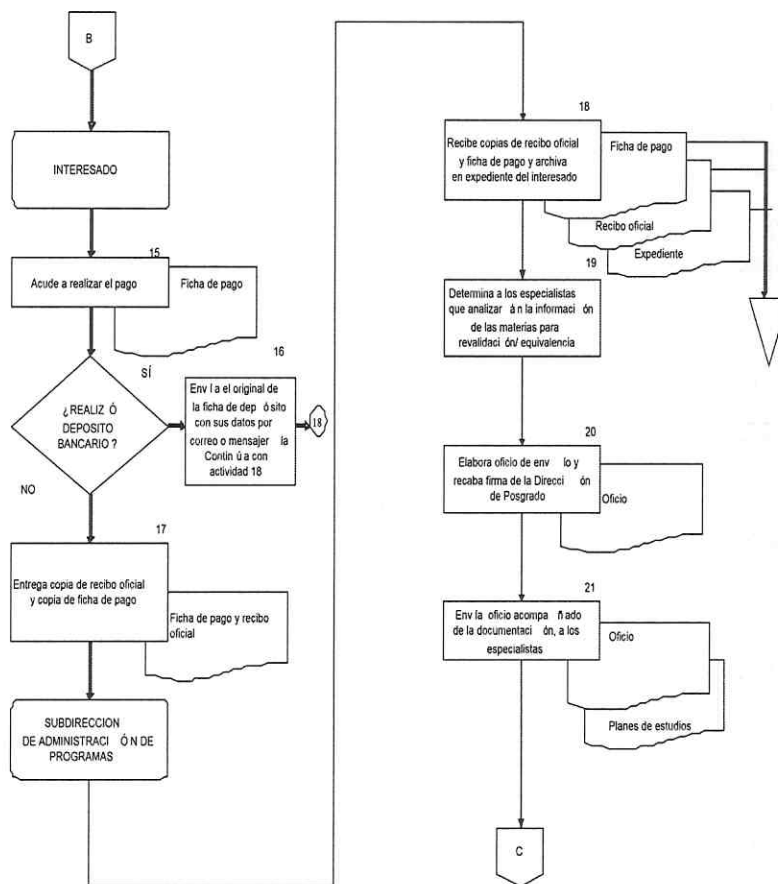 B
INTERESADO
15
Acude a realizar el pago
Ficha de pago
SÍ
16
¿REALIZ Ó
DEPOSITO
BANCARIO ?
Env í a el original de
la ficha de dep ó sito
con sus datos por
correo o mensajer ía
Contin ú a con
actividad 18
18
NO
17
Entrega copia de recibo oficial
y copia de ficha de pago
Ficha de pago y recibo
oficial
SUBDIRECCION
DE ADMINISTRACI Ó N DE
PROGRAMAS
18
Recibe copias de recibo oficial
y ficha de pago y archiva
en expediente del interesado
Ficha de pago
Recibo oficial
Expediente
19
Determina a los especialistas
que analizar á n la informaci ón
de las materías para
revalidación/ equivalencia
20
Elabora oficio de env ío y
recaba firma de la Direcci ón
de Posgrado
Oficio
21
Env ía oficio acompa ñado
de la documentaci ón, a los
especialistas
Oficio
Planes de estudios
C